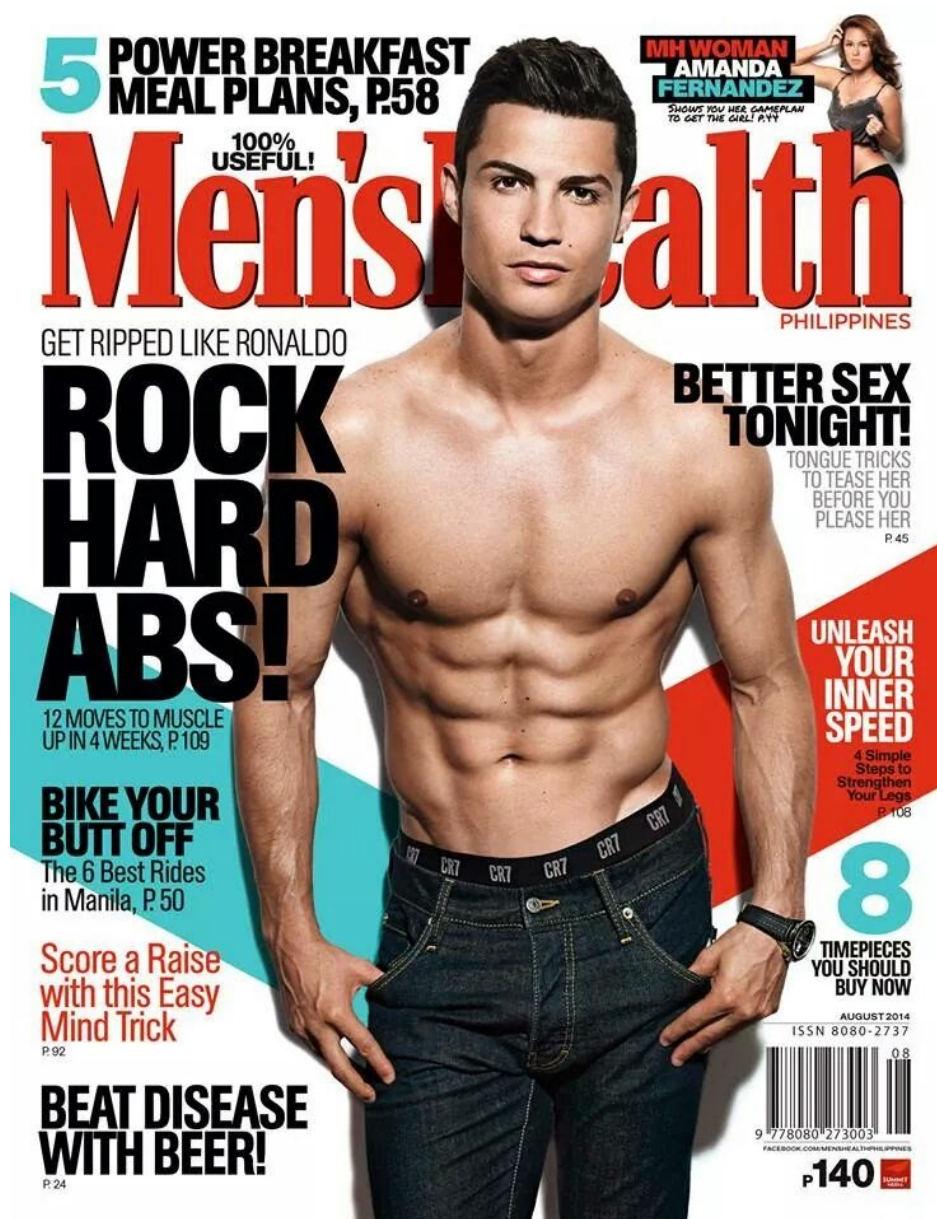 5 POWER BREAKFAST
MEAL PLANS, P.58
MH WOMAN
AMANDA
FERNANDEZ
SHOWS YOU HER GAMEPLAN
TO GET THE GIRL! P.44
100%
USEFUL!
Men's Health
PHILIPPINES
GET RIPPED LIKE RONALDO
ROCK
HARD
ABS!
12 MOVES TO MUSCLE
UP IN 4 WEEKS, P.109
BETTER SEX
TONIGHT!
TONGUE TRICKS
TO TEASE HER
BEFORE YOU
PLEASE HER
P. 45
UNLEASH
YOUR
INNER
SPEED
4 Simple
Steps to
Strengthen
Your Legs
P. 108
BIKE YOUR
BUTT OFF
The 6 Best Rides
in Manila, P. 50
CR7 CR7 CR7 CR7 CR7 CR7
8
TIMEPIECES
YOU SHOULD
BUY NOW
Score a Raise
with this Easy
Mind Trick
P. 92
BEAT DISEASE
WITH BEER!
P. 24
AUGUST 2014
ISSN 8080-2737
08
9 778080 273003
FACEBOOK.COM/MENSHEALTHPHILIPPINES
P140
SUMMIT
MEDIA